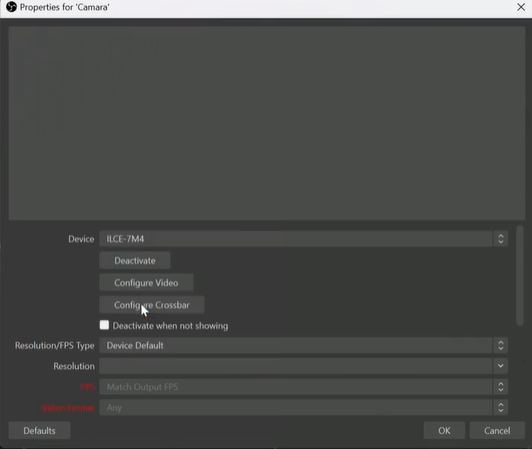 Properties for 'Camara'
Device ILCE-7M4
Deactivate
Configure Video
Configure Crossbar
Deactivate when not showing
Resolution/FPS Type Device Default
Resolution
FPS Match Output FPS
Video Format Any
Defaults OK Cancel